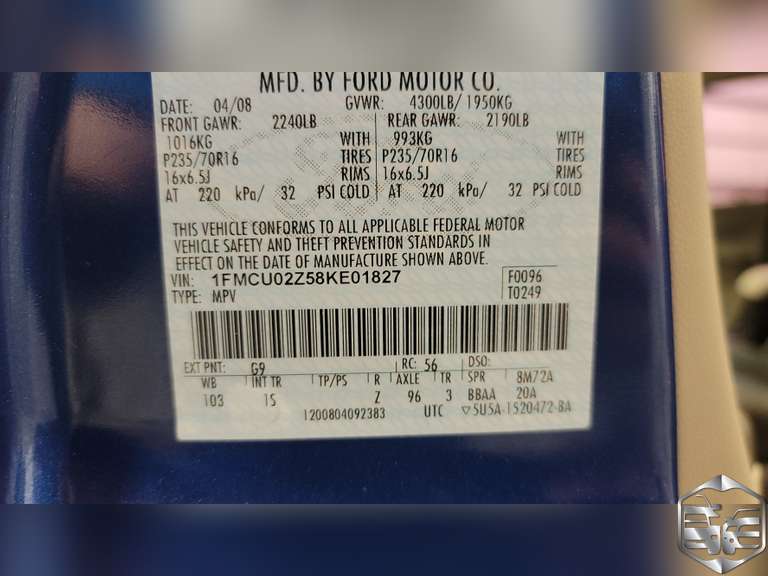 MFD. BY FORD MOTOR CO.
DATE: 04/08 GVWR: 4300LB/ 1950KG
FRONT GAWR: 2240LB REAR GAWR: 2190LB
1016KG WITH 993KG WITH
P235/70R16 TIRES P235/70R16 TIRES
16x6.5J RIMS 16x6.5J RIMS
AT 220 kPa/ 32 PSI COLD AT 220 kPa/ 32 PSI COLD
THIS VEHICLE CONFORMS TO ALL APPLICABLE FEDERAL MOTOR
VEHICLE SAFETY AND THEFT PREVENTION STANDARDS IN
EFFECT ON THE DATE OF MANUFACTURE SHOWN ABOVE.
VIN: 1FMCU02Z58KE01827 F0096
TYPE: MPV T0249
EXT PNT: G9 RC: 56 DSO:
WB INT TR TP/PS R AXLE TR SPR 8M72A
103 IS Z 96 3 BBAA 20A
1200804092383 UTC ▽5U5A-1520472-BA